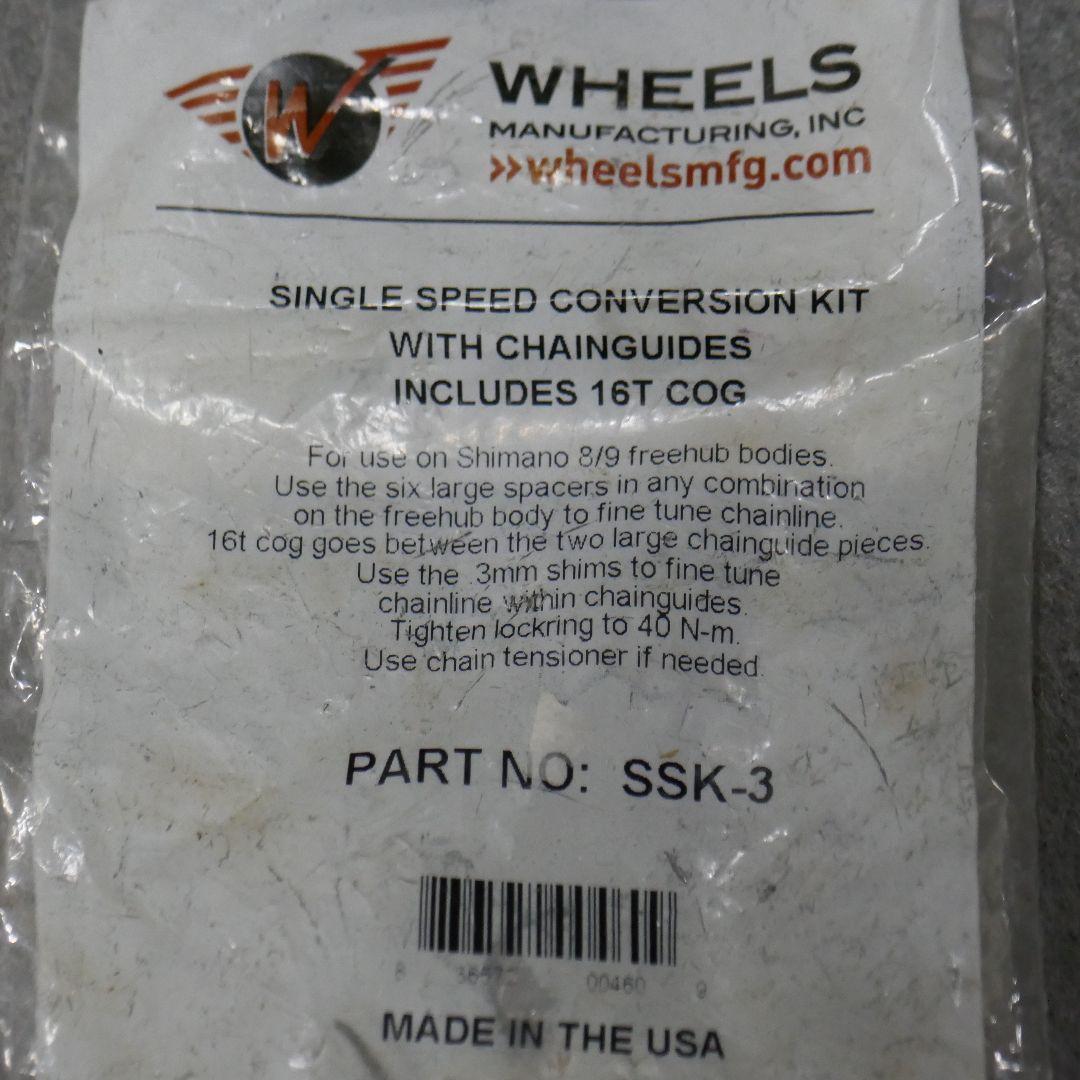 W
WHEELS
MANUFACTURING, INC
»wheelsmfg.com
SINGLE SPEED CONVERSION KIT
WITH CHAINGUIDES
INCLUDES 16T COG
For use on Shimano 8/9 freehub bodies.
Use the six large spacers in any combination
on the freehub body to fine tune chainline.
16t cog goes between the two large chainguide pieces.
Use the .3mm shims to fine tune
chainline within chainguides.
Tighten lockring to 40 N-m.
Use chain tensioner if needed.
PART NO: SSK-3
8 00460 9
MADE IN THE USA